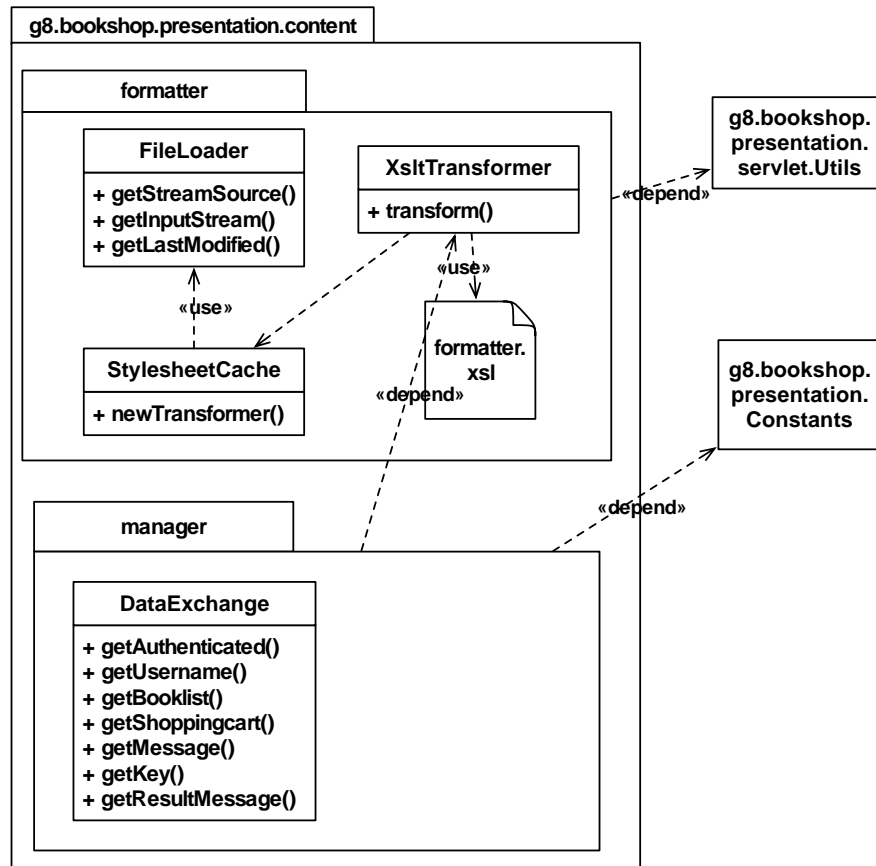 g8.bookshop.presentation.content
formatter
FileLoader
+ getStreamSource()
+ getInputStream()
+ getLastModified()
XsltTransformer
+ transform()
g8.bookshop.
presentation.
servlet.Utils
«depend»
«use»
«use»
formatter.
xsl
StylesheetCache
+ newTransformer()
«depend»
g8.bookshop.
presentation.
Constants
«depend»
manager
DataExchange
+ getAuthenticated()
+ getUsername()
+ getBooklist()
+ getShoppingcart()
+ getMessage()
+ getKey()
+ getResultMessage()